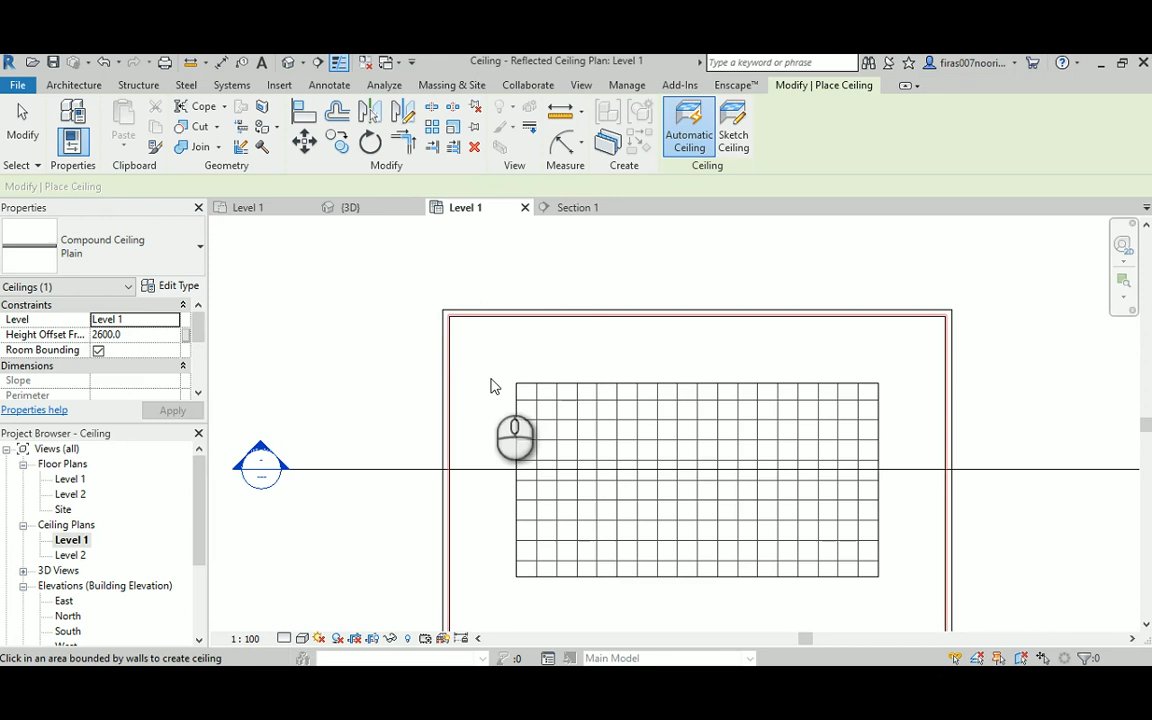 Ceiling - Reflected Ceiling Plan: Level 1
Type a keyword or phrase
firas007noori...
File
Architecture
Structure
Steel
Systems
Insert
Annotate
Analyze
Massing & Site
Collaborate
View
Manage
Add-Ins
Enscape™
Modify | Place Ceiling
Modify
Paste
Cope
Cut
Join
Automatic
Ceiling
Sketch
Ceiling
Select
Properties
Clipboard
Geometry
Modify
View
Measure
Create
Ceiling
Modify | Place Ceiling
Properties
Level 1
{3D}
Level 1
Section 1
Compound Ceiling
Plain
Ceilings (1)
Edit Type
Constraints
Level
Level 1
Height Offset Fr...
2600.0
Room Bounding
Dimensions
Slope
Perimeter
Properties help
Apply
Project Browser - Ceiling
Views (all)
Floor Plans
Level 1
Level 2
Site
Ceiling Plans
Level 1
Level 2
3D Views
Elevations (Building Elevation)
East
North
South
1 : 100
Click in an area bounded by walls to create ceiling
:0
Main Model
:0